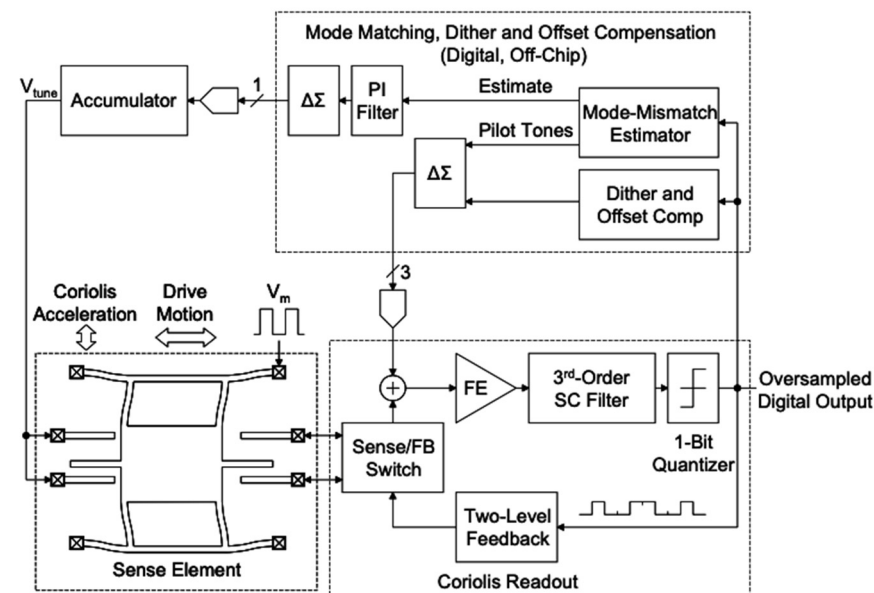 Mode Matching, Dither and Offset Compensation
(Digital, Off-Chip)
Vtune
Accumulator
1
ΔΣ
PI
Filter
Estimate
Pilot Tones
Mode-Mismatch
Estimator
ΔΣ
Dither and
Offset Comp
3
Coriolis
Acceleration
Drive
Motion
Vm
FE
3rd-Order
SC Filter
Oversampled
Digital Output
1-Bit
Quantizer
Sense/FB
Switch
Two-Level
Feedback
Sense Element
Coriolis Readout